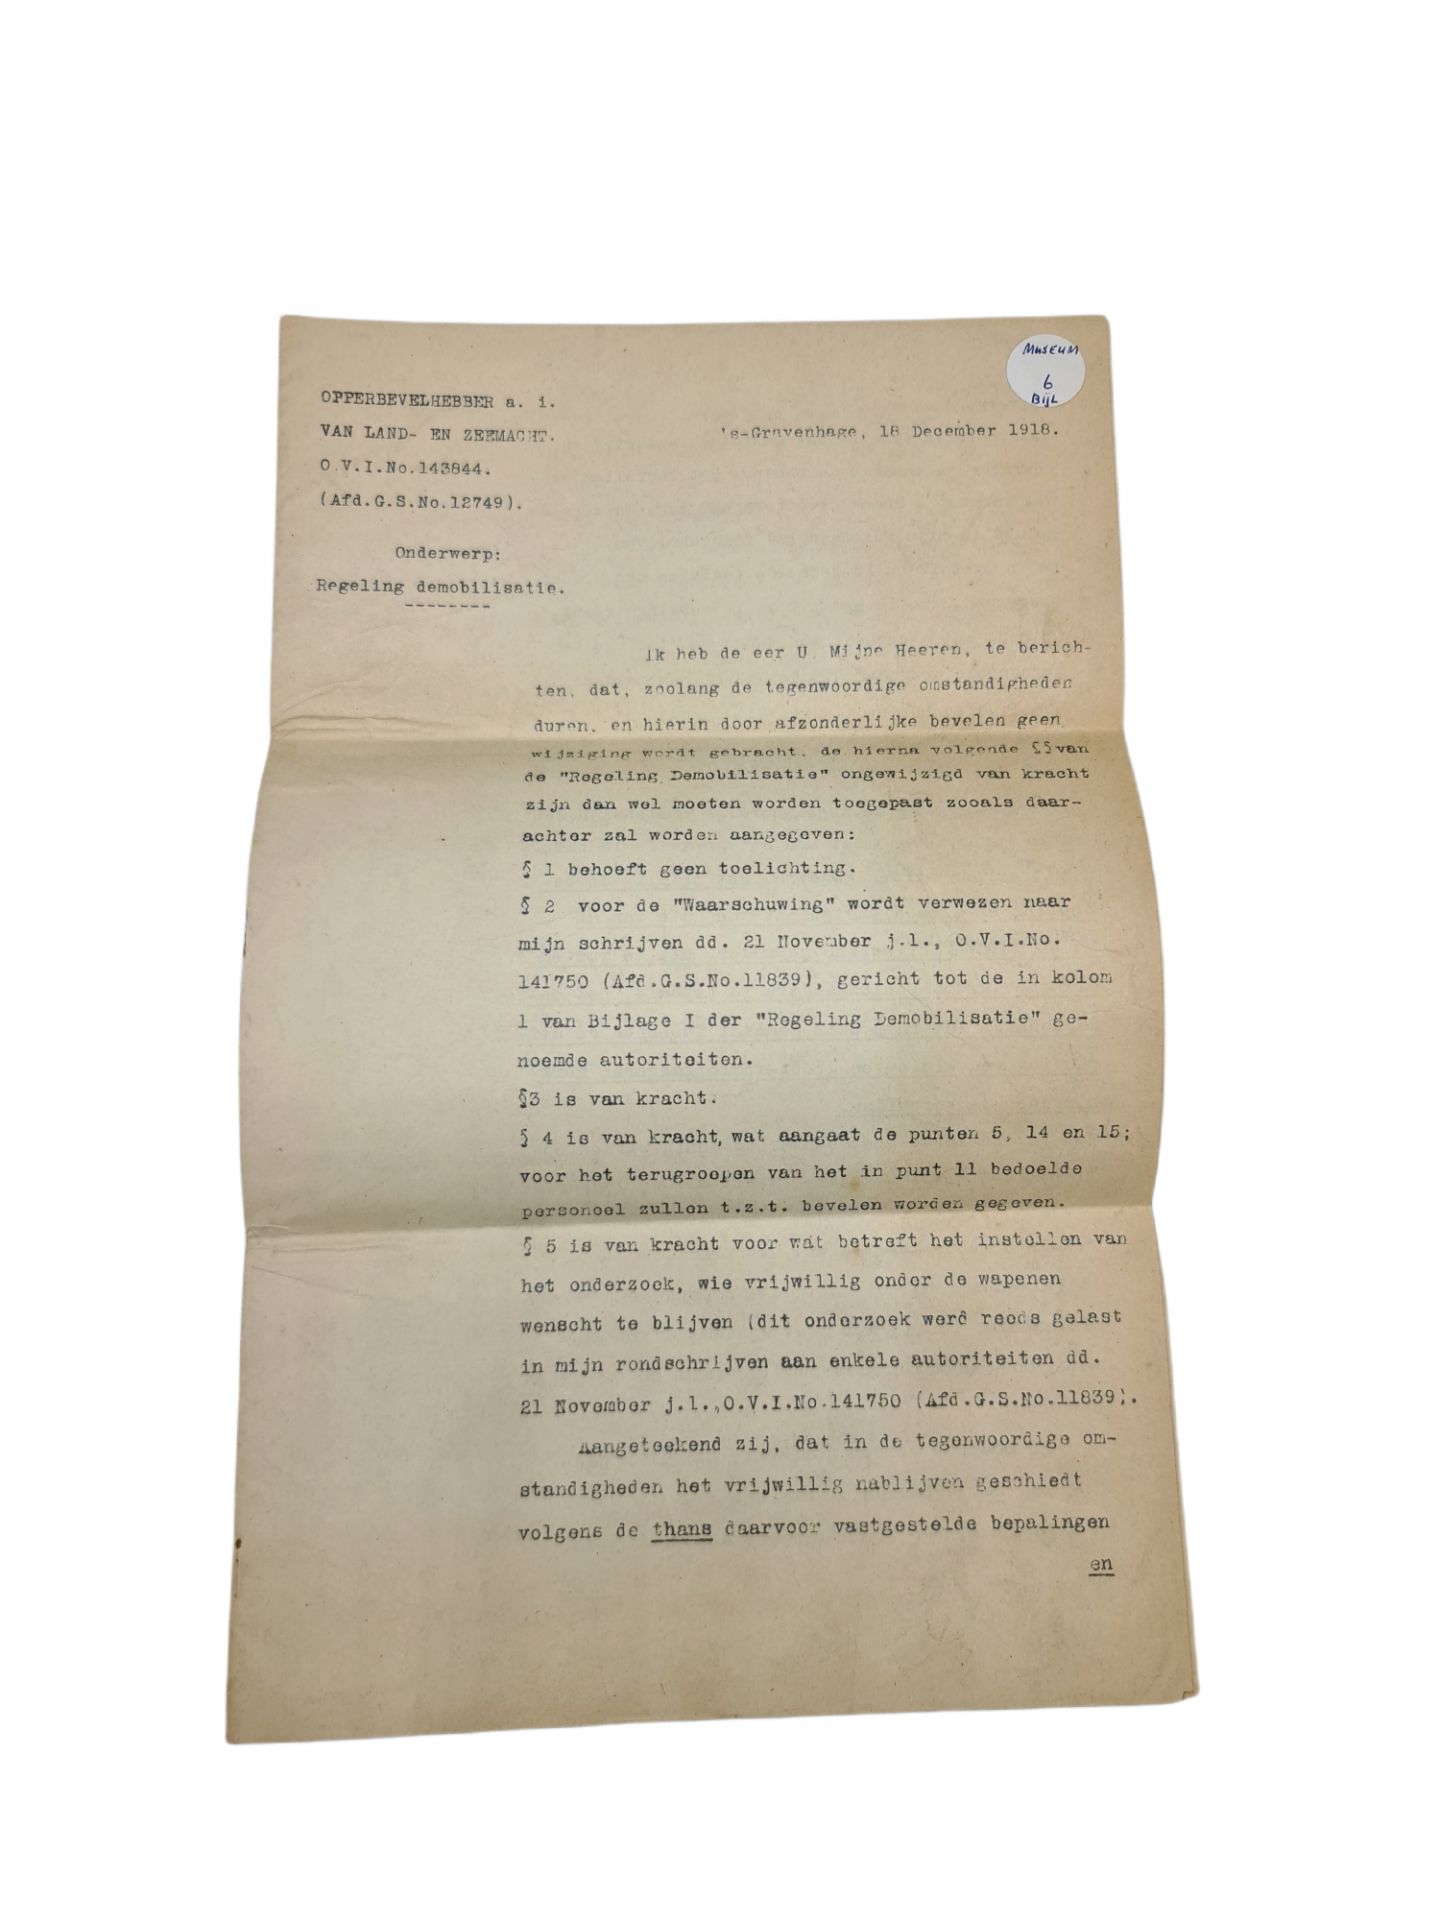 MUSEUM
6
BijL
OPPERBEVELHEBBER a. i.
VAN LAND- EN ZEEMACHT.
's-Gravenhage, 18 December 1918.
O.V.I.No.143844.
(Afd.G.S.No.12749).
Onderwerp:
Regeling demobilisatie.
--------
Ik heb de eer U, Mijne Heeren, te berich-
ten, dat, zoolang de tegenwoordige omstandigheden
duren, en hierin door afzonderlijke bevelen geen
wijziging wordt gebracht, de hierna volgende §§ van
de "Regeling Demobilisatie" ongewijzigd van kracht
zijn dan wel moeten worden toegepast zooals daar-
achter zal worden aangegeven:
§ 1 behoeft geen toelichting.
§ 2 voor de "Waarschuwing" wordt verwezen naar
mijn schrijven dd. 21 November j.l., O.V.I.No.
141750 (Afd.G.S.No.11839), gericht tot de in kolom
1 van Bijlage I der "Regeling Demobilisatie" ge-
noemde autoriteiten.
§3 is van kracht.
§ 4 is van kracht, wat aangaat de punten 5, 14 en 15;
voor het terugroepen van het in punt 11 bedoelde
personeel zullen t.z.t. bevelen worden gegeven.
§ 5 is van kracht voor wat betreft het instellen van
het onderzoek, wie vrijwillig onder de wapenen
wenscht te blijven (dit onderzoek werd reeds gelast
in mijn rondschrijven aan enkele autoriteiten dd.
21 November j.l.,O.V.I.No.141750 (Afd.G.S.No.11839).
Aangeteekend zij, dat in de tegenwoordige om-
standigheden het vrijwillig nablijven geschiedt
volgens de thans daarvoor vastgestelde bepalingen
en